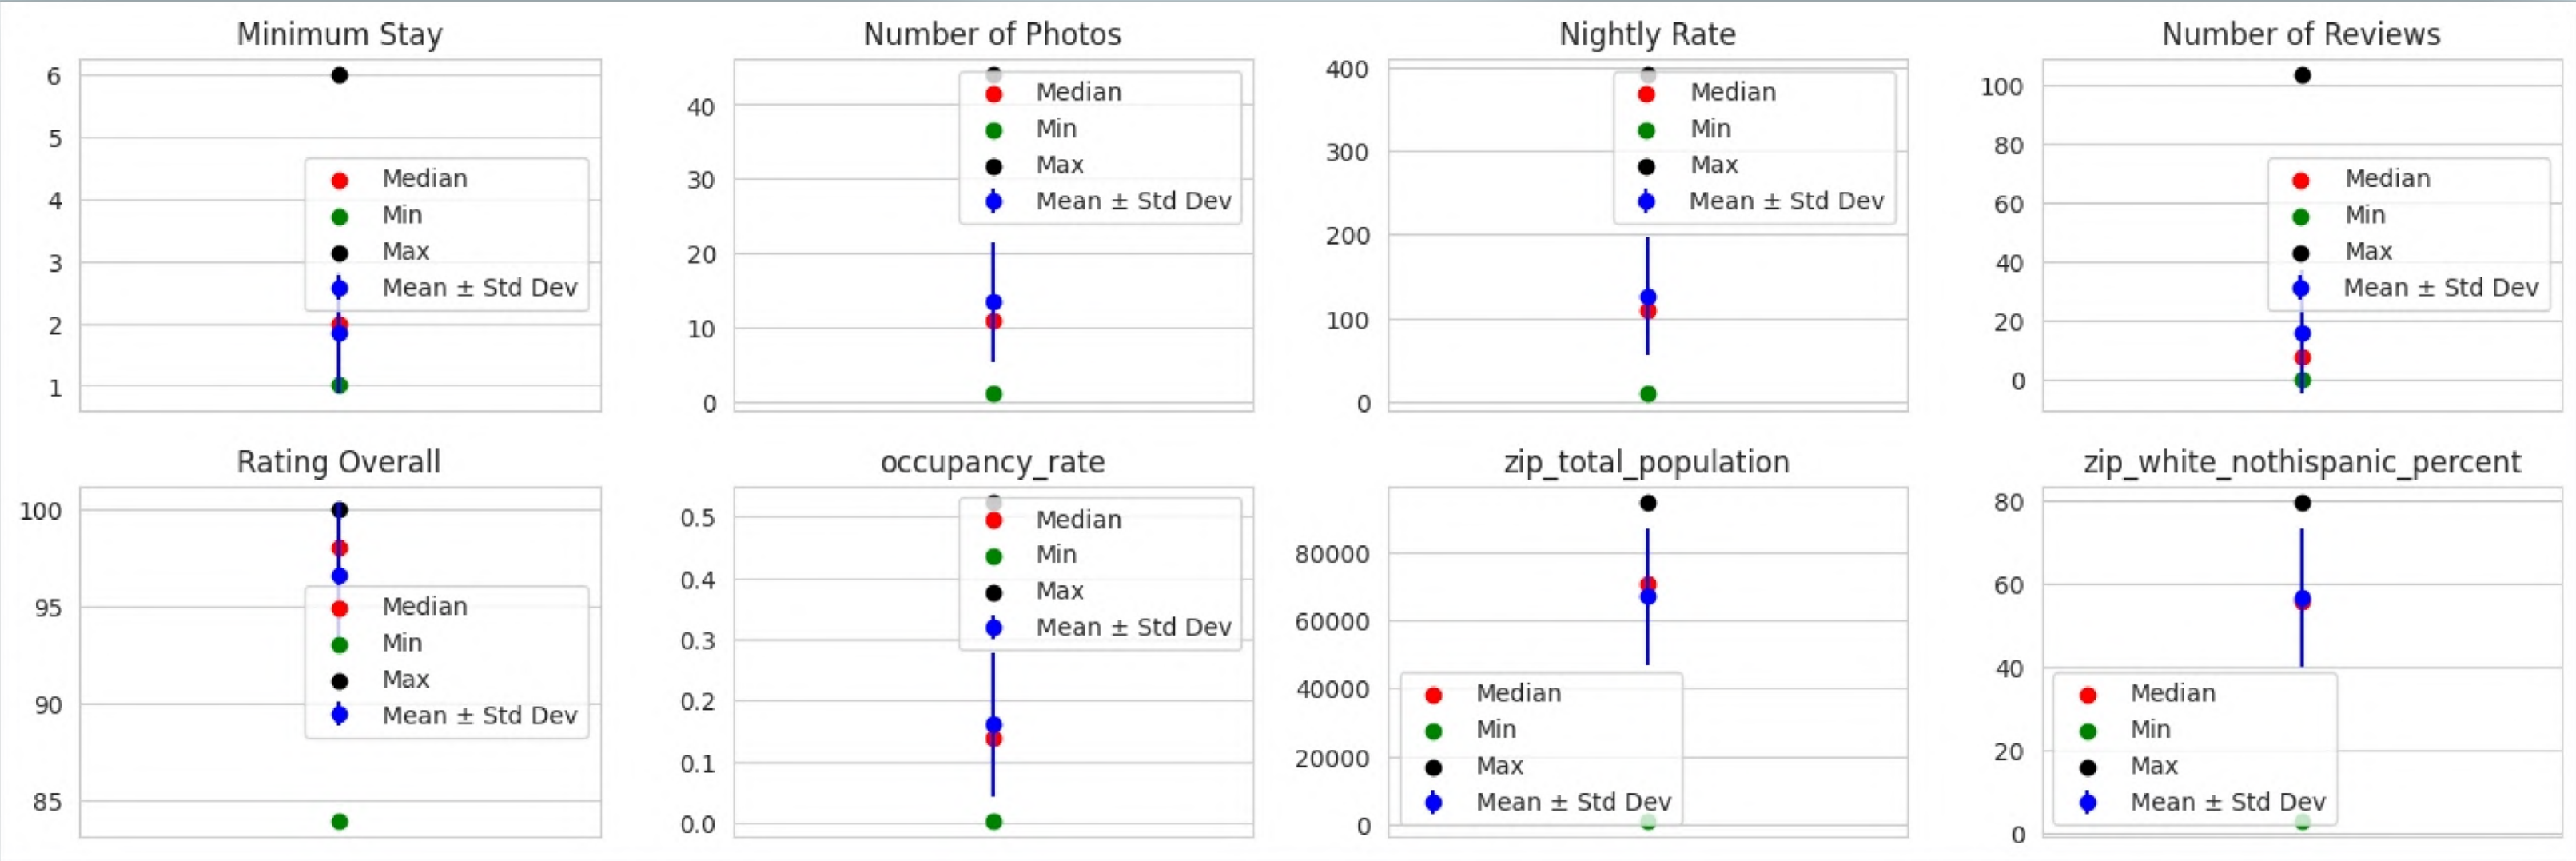 Minimum Stay
6
5
4
3
2
1
Median
Min
Max
Mean ± Std Dev
Number of Photos
40
30
20
10
0
Median
Min
Max
Mean ± Std Dev
Nightly Rate
400
300
200
100
0
Median
Min
Max
Mean ± Std Dev
Number of Reviews
100
80
60
40
20
0
Median
Min
Max
Mean ± Std Dev
Rating Overall
100
95
90
85
Median
Min
Max
Mean ± Std Dev
occupancy_rate
0.5
0.4
0.3
0.2
0.1
0.0
Median
Min
Max
Mean ± Std Dev
zip_total_population
80000
60000
40000
20000
0
Median
Min
Max
Mean ± Std Dev
zip_white_nothispanic_percent
80
60
40
20
0
Median
Min
Max
Mean ± Std Dev